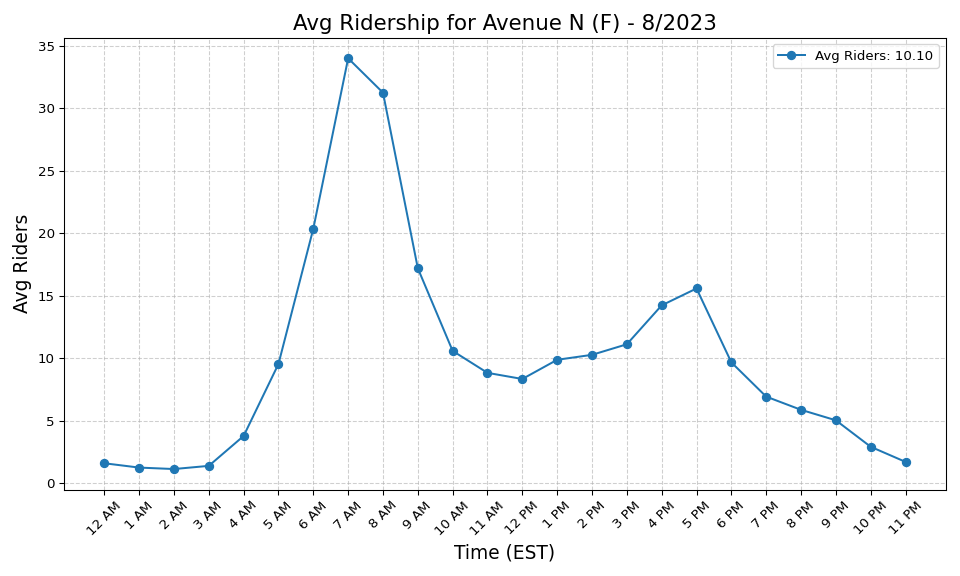 Avg Ridership for Avenue N (F) - 8/2023
Avg Riders: 10.10
Avg Riders
35
30
25
20
15
10
5
0
12 AM
1 AM
2 AM
3 AM
4 AM
5 AM
6 AM
7 AM
8 AM
9 AM
10 AM
11 AM
12 PM
1 PM
2 PM
3 PM
4 PM
5 PM
6 PM
7 PM
8 PM
9 PM
10 PM
11 PM
Time (EST)